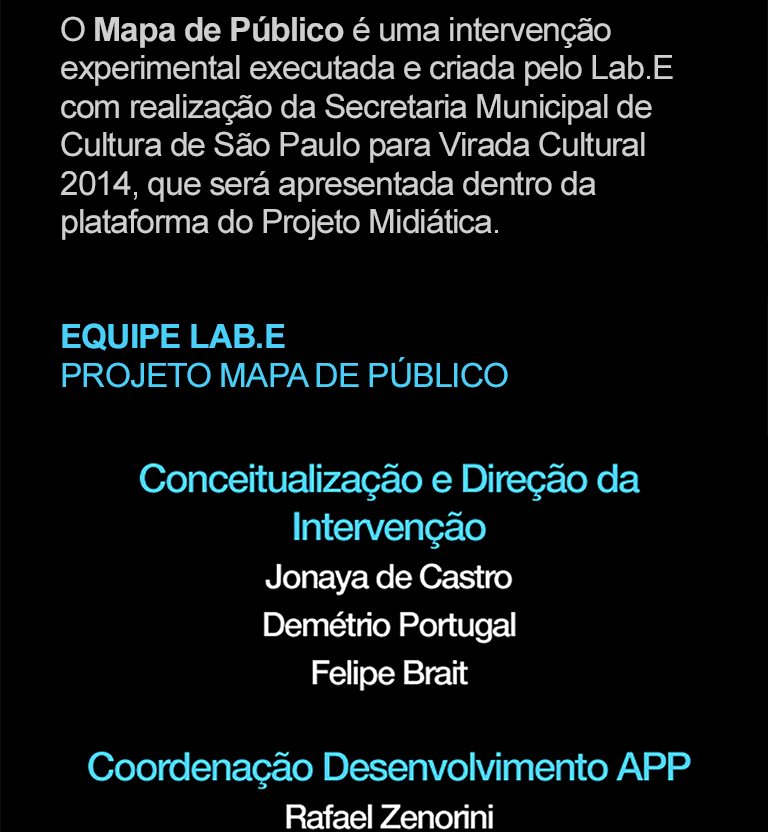 O Mapa de Público é uma intervenção
experimental executada e criada pelo Lab.E
com realização da Secretaria Municipal de
Cultura de São Paulo para Virada Cultural
2014, que será apresentada dentro da
plataforma do Projeto Midiática.
EQUIPE LAB.E
PROJETO MAPA DE PÚBLICO
Conceitualização e Direção da
Intervenção
Jonaya de Castro
Demétrio Portugal
Felipe Brait
Coordenação Desenvolvimento APP
Rafael Zenorini